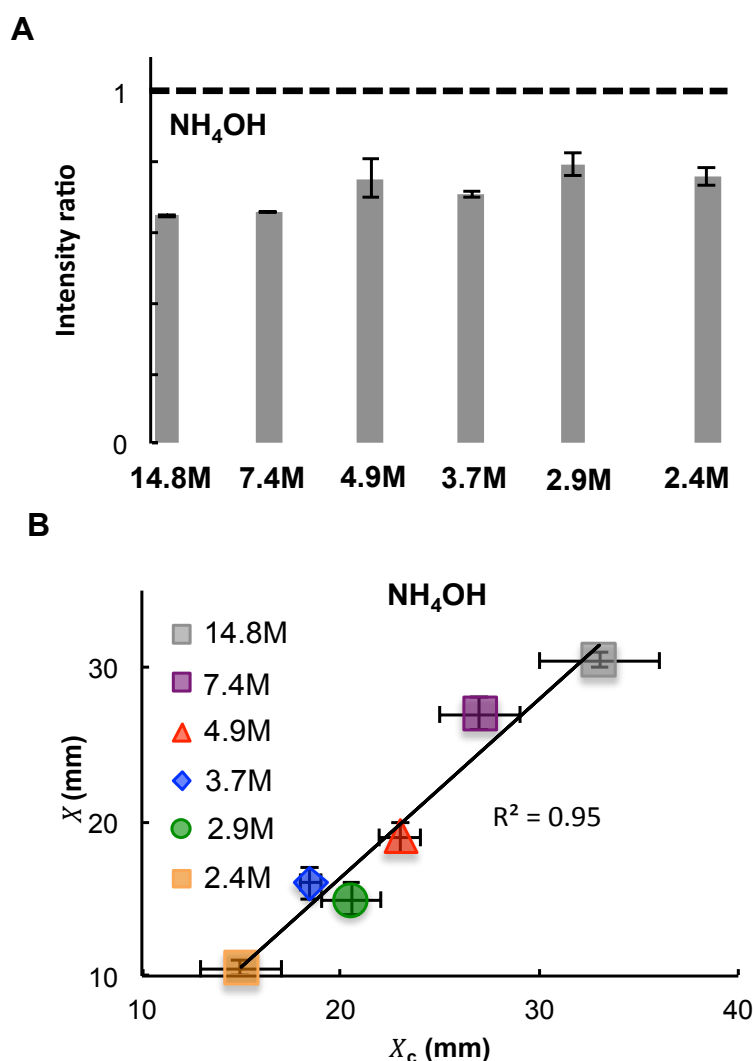 A
1
NH₄OH
Intensity ratio
0
14.8M 7.4M 4.9M 3.7M 2.9M 2.4M
B
NH₄OH
14.8M
7.4M
4.9M
3.7M
2.9M
2.4M
30
20
10
X (mm)
R² = 0.95
10 20 30 40
X꜀ (mm)